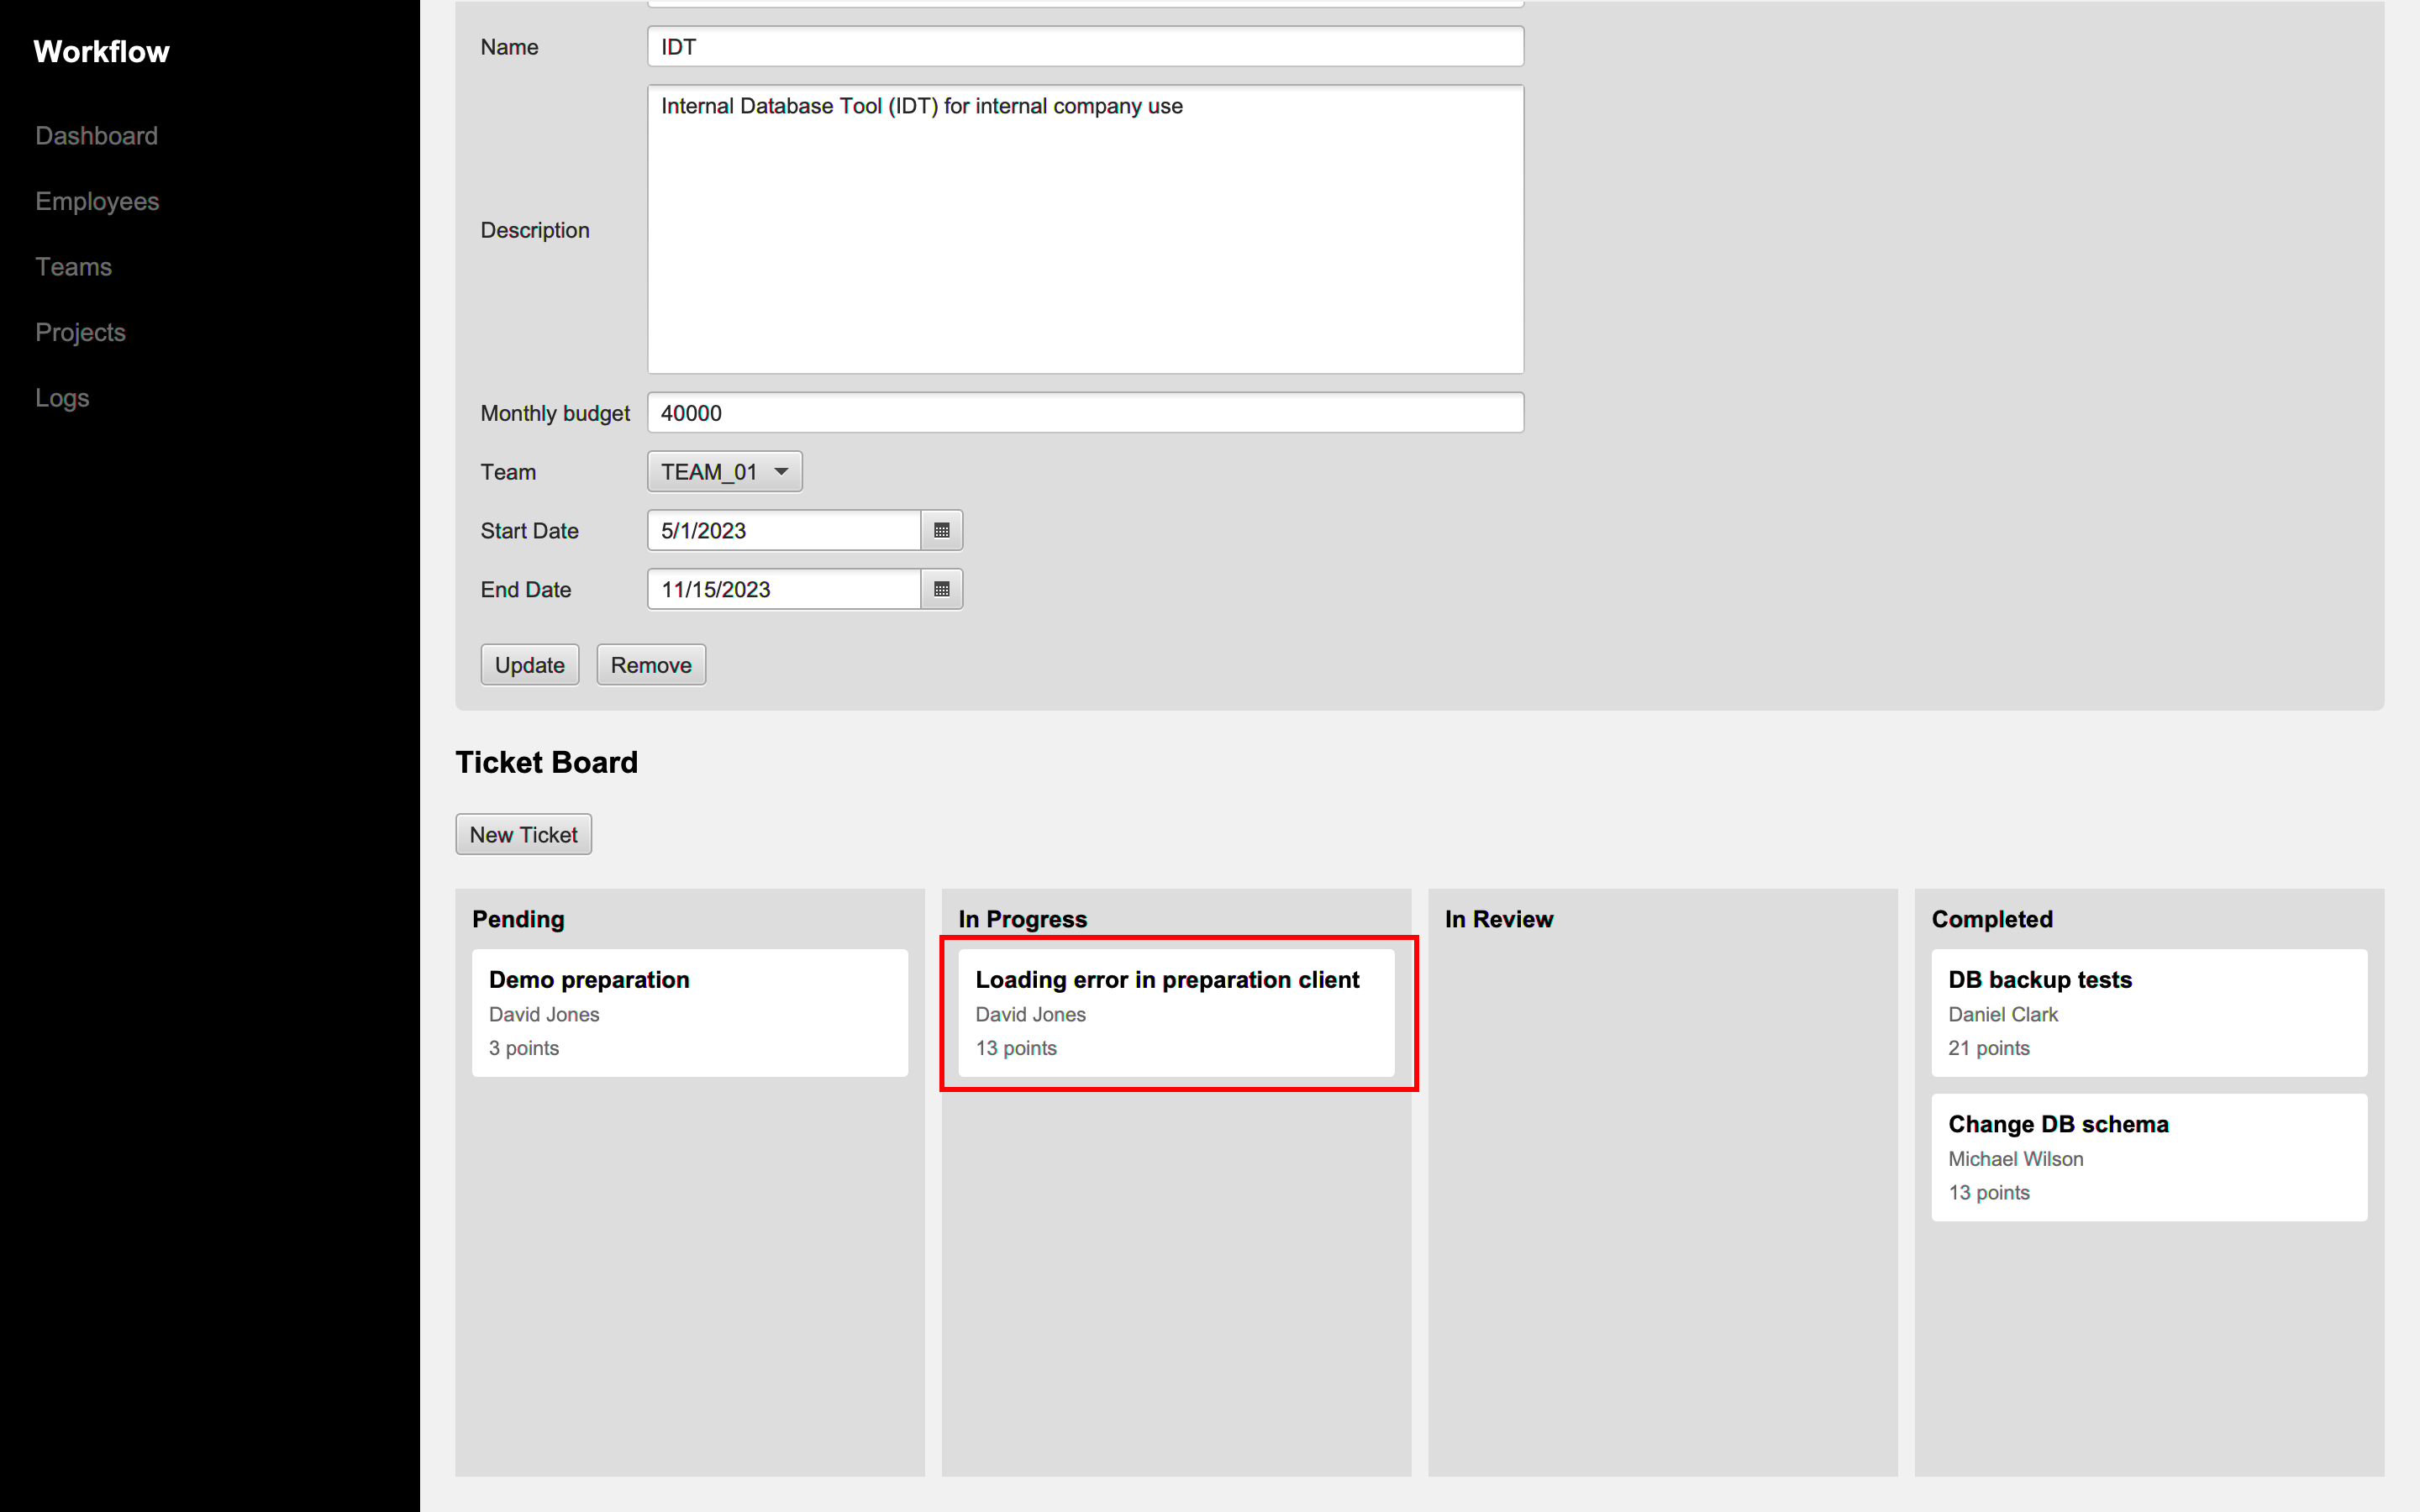 Workflow
Dashboard
Employees
Teams
Projects
Logs
Name IDT
Description Internal Database Tool (IDT) for internal company use
Monthly budget 40000
Team TEAM_01
Start Date 5/1/2023
End Date 11/15/2023
Update Remove
Ticket Board
New Ticket
Pending
Demo preparation
David Jones
3 points
In Progress
Loading error in preparation client
David Jones
13 points
In Review
Completed
DB backup tests
Daniel Clark
21 points
Change DB schema
Michael Wilson
13 points